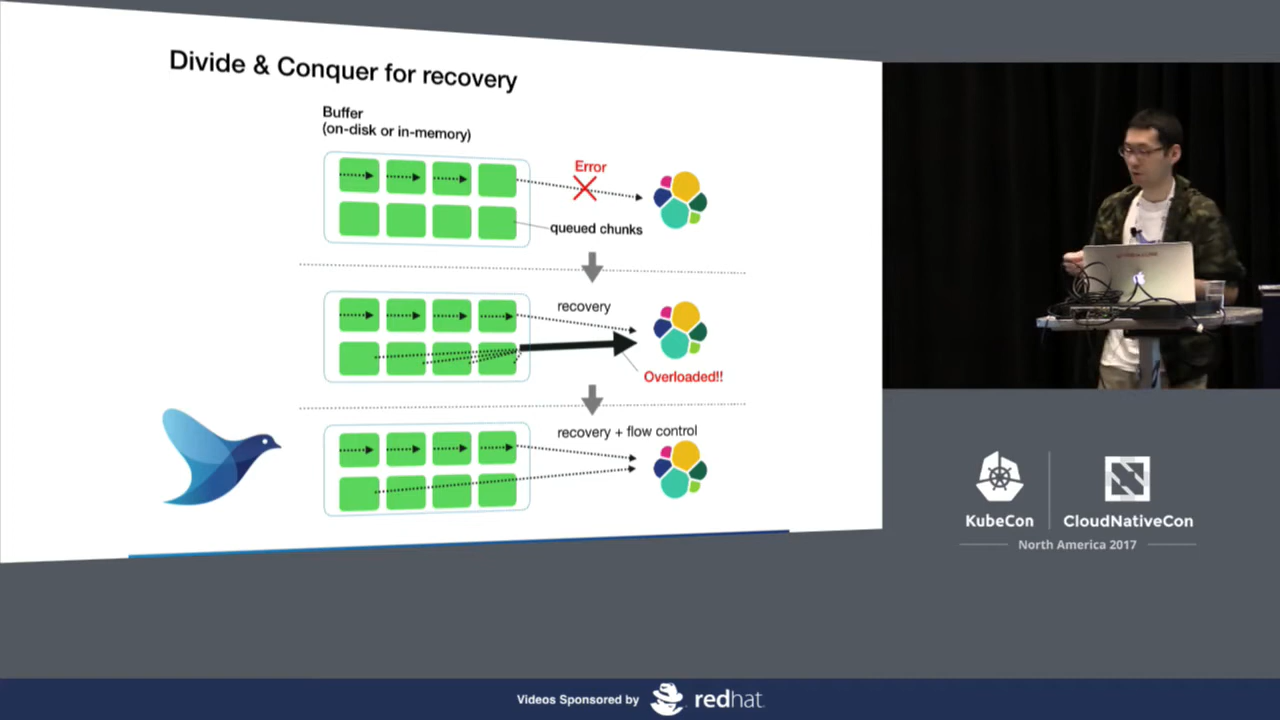 Divide & Conquer for recovery
Buffer
(on-disk or in-memory)
Error
queued chunks
recovery
Overloaded!!
recovery + flow control
KubeCon
CloudNativeCon
North America 2017
Videos Sponsored by
redhat.